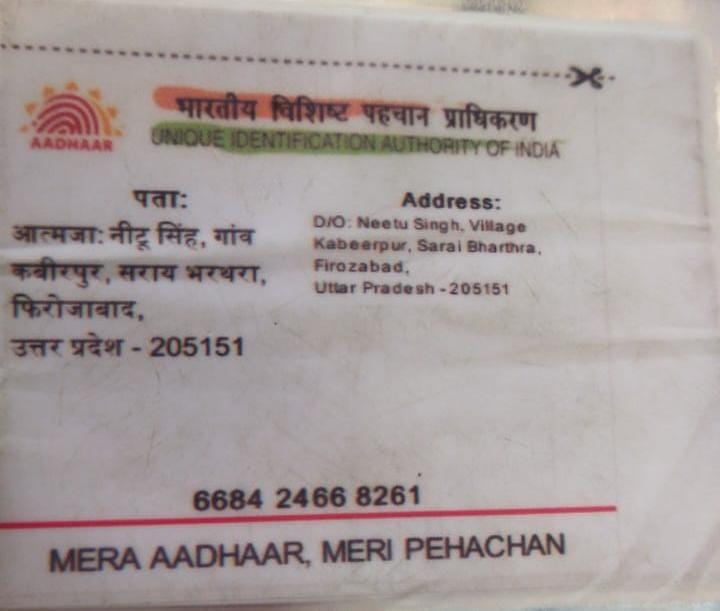 भारतीय विशिष्ट पहचान प्राधिकरण
AADHAAR
UNIQUE IDENTIFICATION AUTHORITY OF INDIA
पता:
आत्मजा: नीटू सिंह, गांव
कबीरपुर, सराय भरथरा,
फिरोजाबाद,
उत्तर प्रदेश - 205151
Address:
D/O: Neetu Singh, Village
Kabeerpur, Sarai Bharthra,
Firozabad,
Uttar Pradesh - 205151
6684 2466 8261
MERA AADHAAR, MERI PEHACHAN